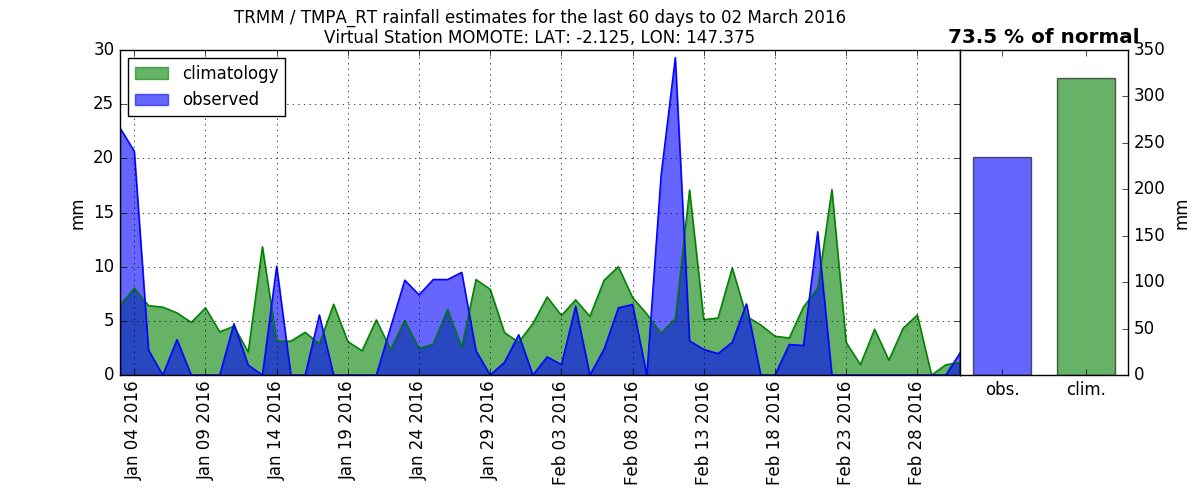 TRMM / TMPA_RT rainfall estimates for the last 60 days to 02 March 2016
Virtual Station MOMOTE: LAT: -2.125, LON: 147.375
73.5 % of normal
climatology
observed
mm
30
25
20
15
10
5
0
Jan 04 2016
Jan 09 2016
Jan 14 2016
Jan 19 2016
Jan 24 2016
Jan 29 2016
Feb 03 2016
Feb 08 2016
Feb 13 2016
Feb 18 2016
Feb 23 2016
Feb 28 2016
obs.
clim.
350
300
250
200
150
100
50
0
mm